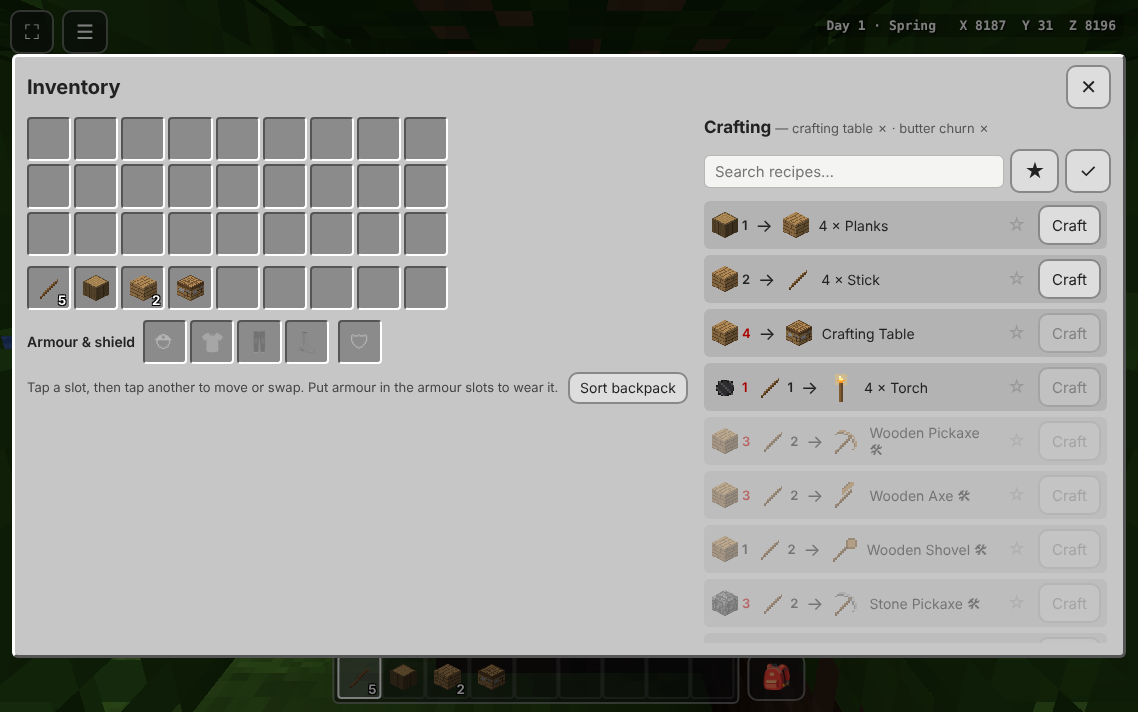 Day 1 · Spring X 8187 Y 31 Z 8196
Inventory
Crafting — crafting table × · butter churn ×
Search recipes...
1 → 4 × Planks Craft
5
2
2 → 4 × Stick Craft
4 → Crafting Table Craft
Armour & shield
Tap a slot, then tap another to move or swap. Put armour in the armour slots to wear it.
Sort backpack
1 1 → 4 × Torch Craft
3 2 → Wooden Pickaxe 🛠 Craft
3 2 → Wooden Axe 🛠 Craft
1 2 → Wooden Shovel 🛠 Craft
3 2 → Stone Pickaxe 🛠 Craft
5
2